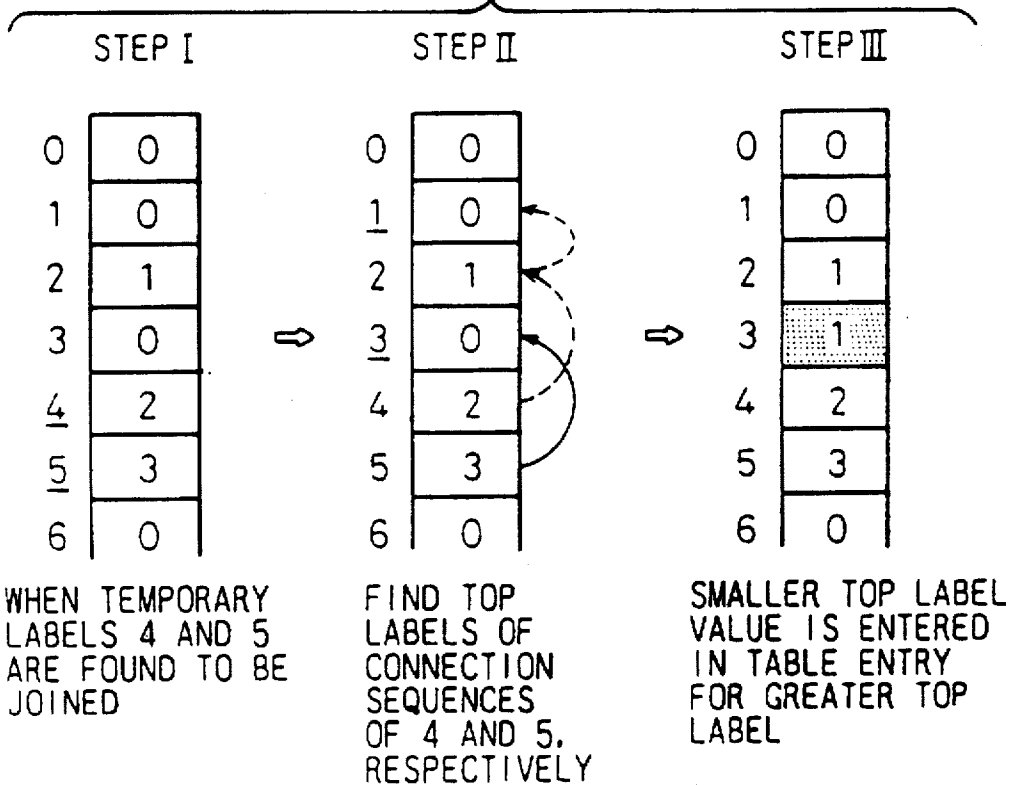 STEP I
0 0
1 0
2 1
3 0
4 2
5 3
6 0
WHEN TEMPORARY
LABELS 4 AND 5
ARE FOUND TO BE
JOINED
STEP II
0 0
1 0
2 1
3 0
4 2
5 3
6 0
FIND TOP
LABELS OF
CONNECTION
SEQUENCES
OF 4 AND 5.
RESPECTIVELY
STEP III
0 0
1 0
2 1
3 1
4 2
5 3
6 0
SMALLER TOP LABEL
VALUE IS ENTERED
IN TABLE ENTRY
FOR GREATER TOP
LABEL